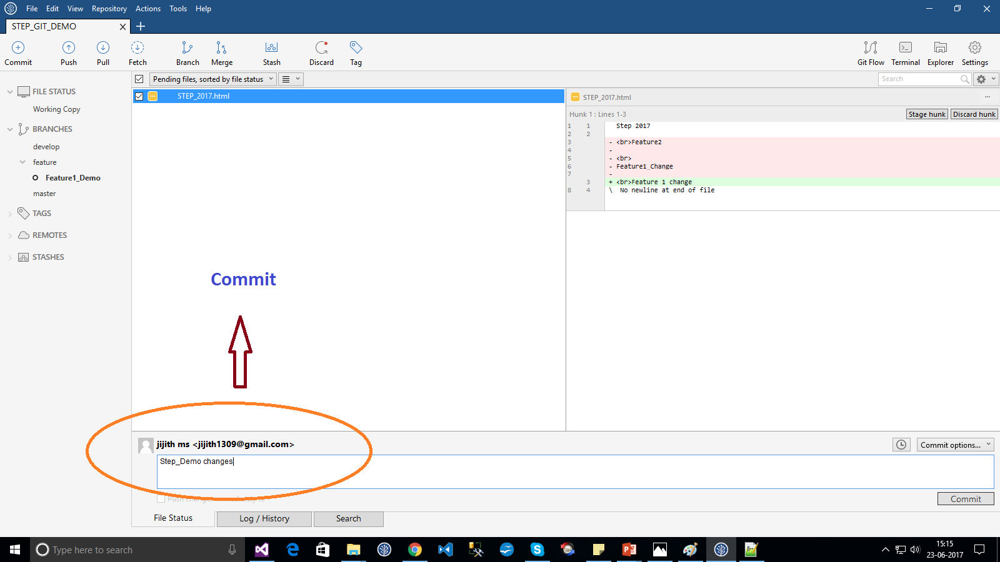 File Edit View Repository Actions Tools Help
STEP_GIT_DEMO
Commit Push Pull Fetch Branch Merge Stash Discard Tag Git Flow Terminal Explorer Settings
Pending files, sorted by file status
Search
FILE STATUS
Working Copy
BRANCHES
develop
feature
Feature1_Demo
master
TAGS
REMOTES
STASHES
STEP_2017.html
STEP_2017.html
Hunk 1 : Lines 1-3
Stage hunk Discard hunk
1 1 Step 2017
2 2
3 - <br>Feature2
4 -
5 - <br>
6 - Feature1_Change
7 -
3 + <br>Feature 1 change
8 4 \ No newline at end of file
Commit
jijith ms <jijith1309@gmail.com>
Commit options...
Step_Demo changes
Push changes immediately to
Commit
File Status Log / History Search
Type here to search
15:15
23-06-2017